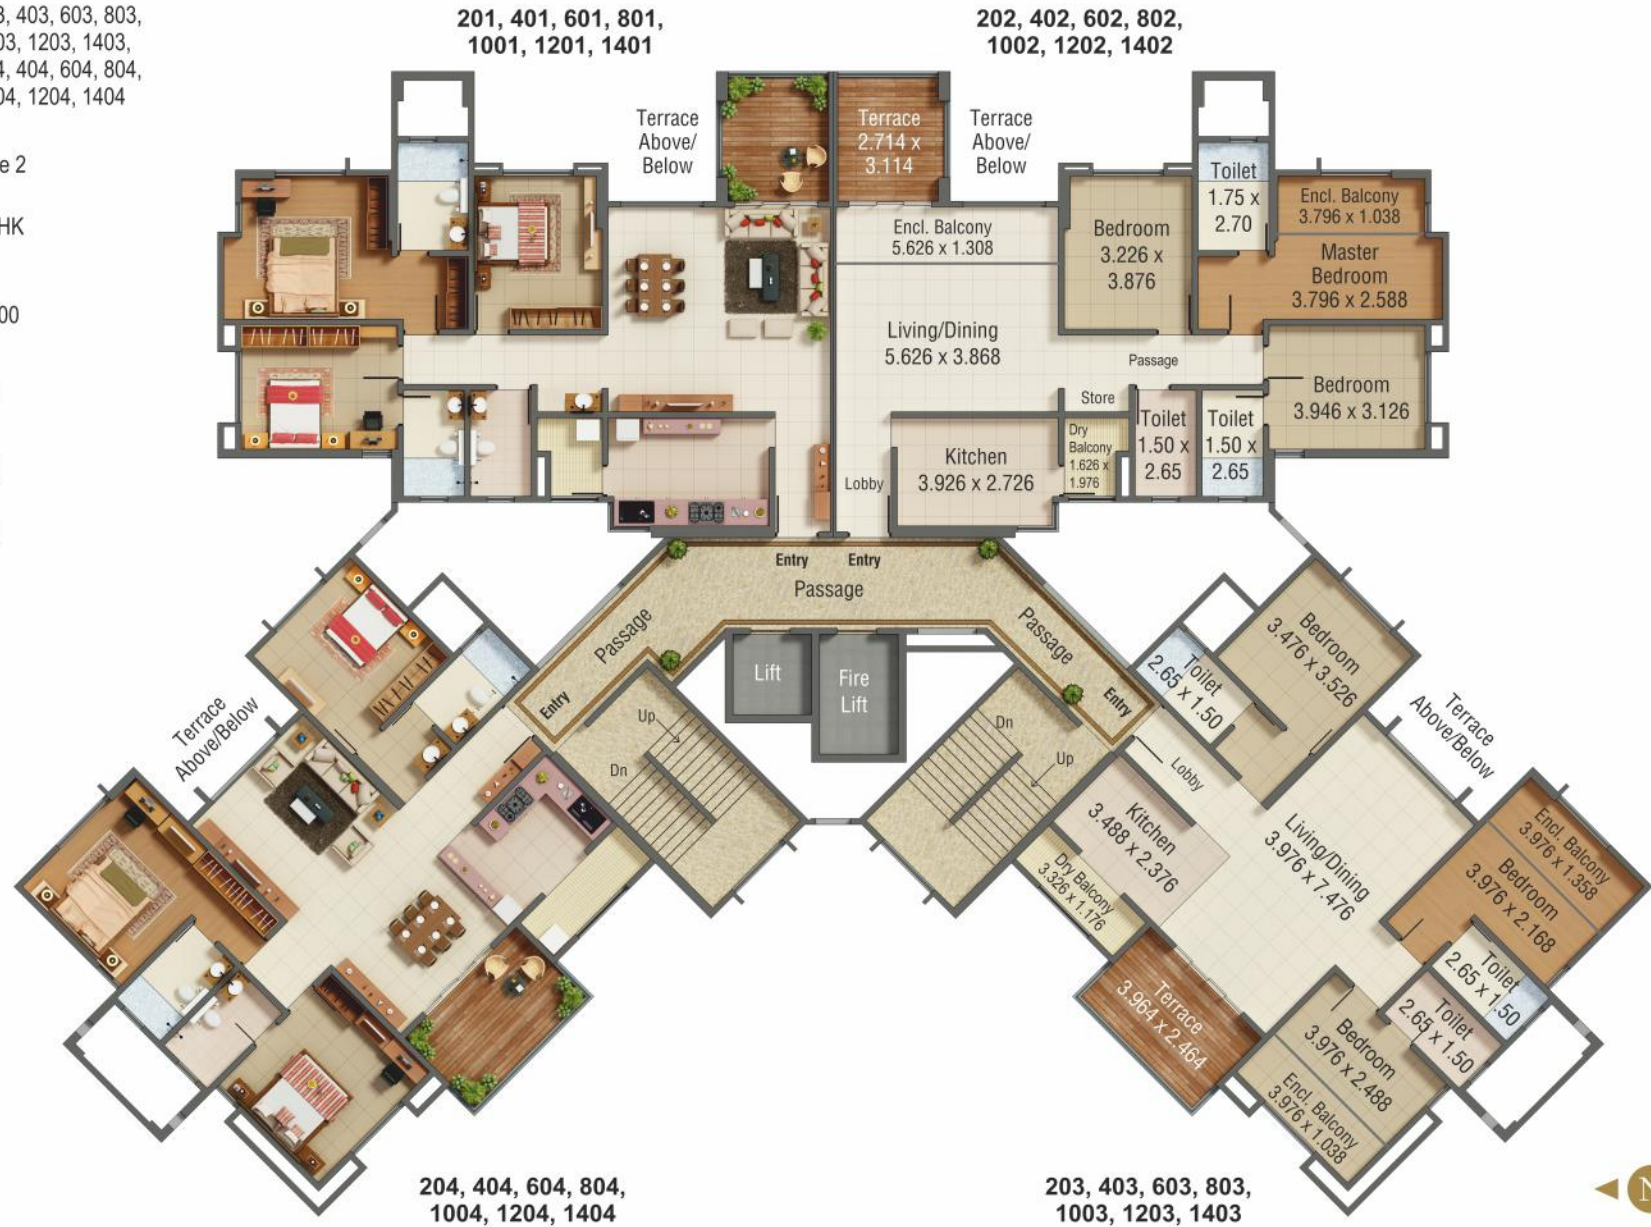 3, 403, 603, 803,
03, 1203, 1403,
4, 404, 604, 804,
04, 1204, 1404
e 2
HK
00
201, 401, 601, 801,
1001, 1201, 1401
202, 402, 602, 802,
1002, 1202, 1402
Terrace
Above/
Below
Terrace
2.714 x
3.114
Terrace
Above/
Below
Toilet
1.75 x
2.70
Encl. Balcony
3.796 x 1.038
Encl. Balcony
5.626 x 1.308
Bedroom
3.226 x
3.876
Master
Bedroom
3.796 x 2.588
Living/Dining
5.626 x 3.868
Passage
Bedroom
3.946 x 3.126
Store
Toilet
1.50 x
2.65
Toilet
1.50 x
2.65
Dry
Balcony
1.626 x
1.976
Kitchen
3.926 x 2.726
Lobby
Entry
Entry
Passage
Passage
Passage
Entry
Entry
Lift
Fire
Lift
Up
Dn
Dn
Up
Terrace
Above/Below
Toilet
2.65 x 1.50
Bedroom
3.476 x 3.526
Terrace
Above/Below
Lobby
Kitchen
3.488 x 2.376
Living/Dining
3.976 x 7.476
Dry Balcony
3.326 x 1.176
Encl. Balcony
3.976 x 1.358
Bedroom
3.976 x 2.168
Toilet
2.65 x 1.50
Toilet
2.65 x 1.50
Terrace
3.964 x 2.464
Bedroom
3.976 x 2.488
Encl. Balcony
3.976 x 1.038
204, 404, 604, 804,
1004, 1204, 1404
203, 403, 603, 803,
1003, 1203, 1403
N